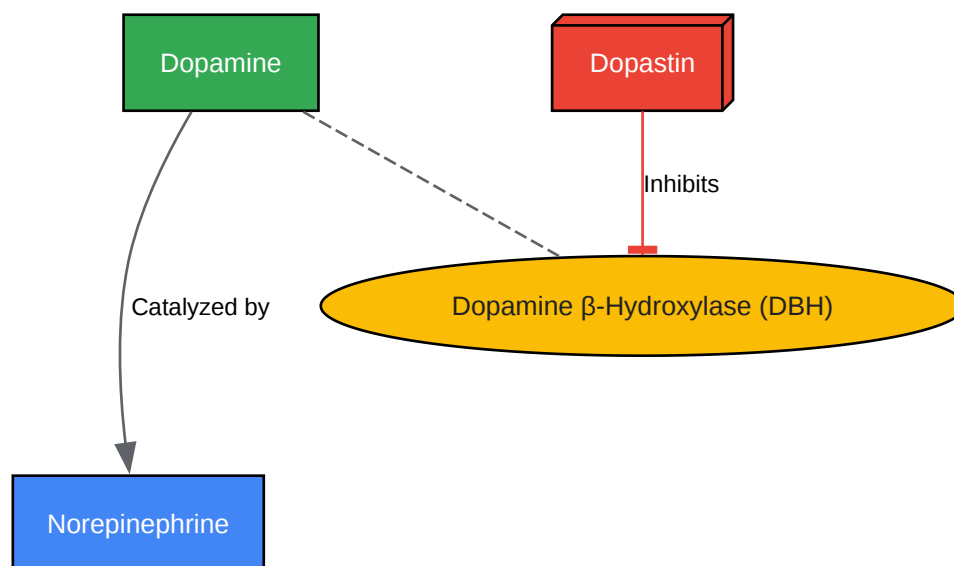 Dopamine
Dopastin
Inhibits
Catalyzed by
Dopamine β-Hydroxylase (DBH)
Norepinephrine